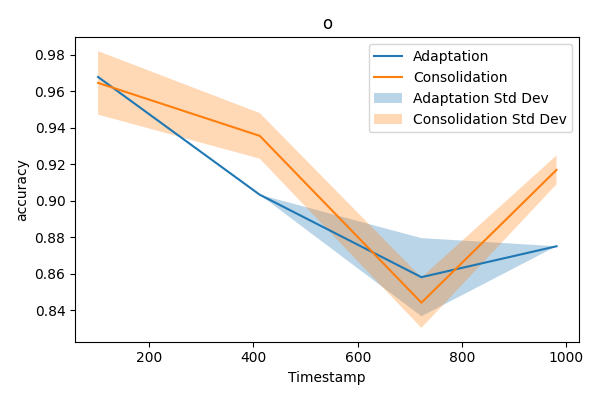 o
0.98
0.96
0.94
0.92
0.90
0.88
0.86
0.84
accuracy
Adaptation
Consolidation
Adaptation Std Dev
Consolidation Std Dev
200
400
600
800
1000
Timestamp